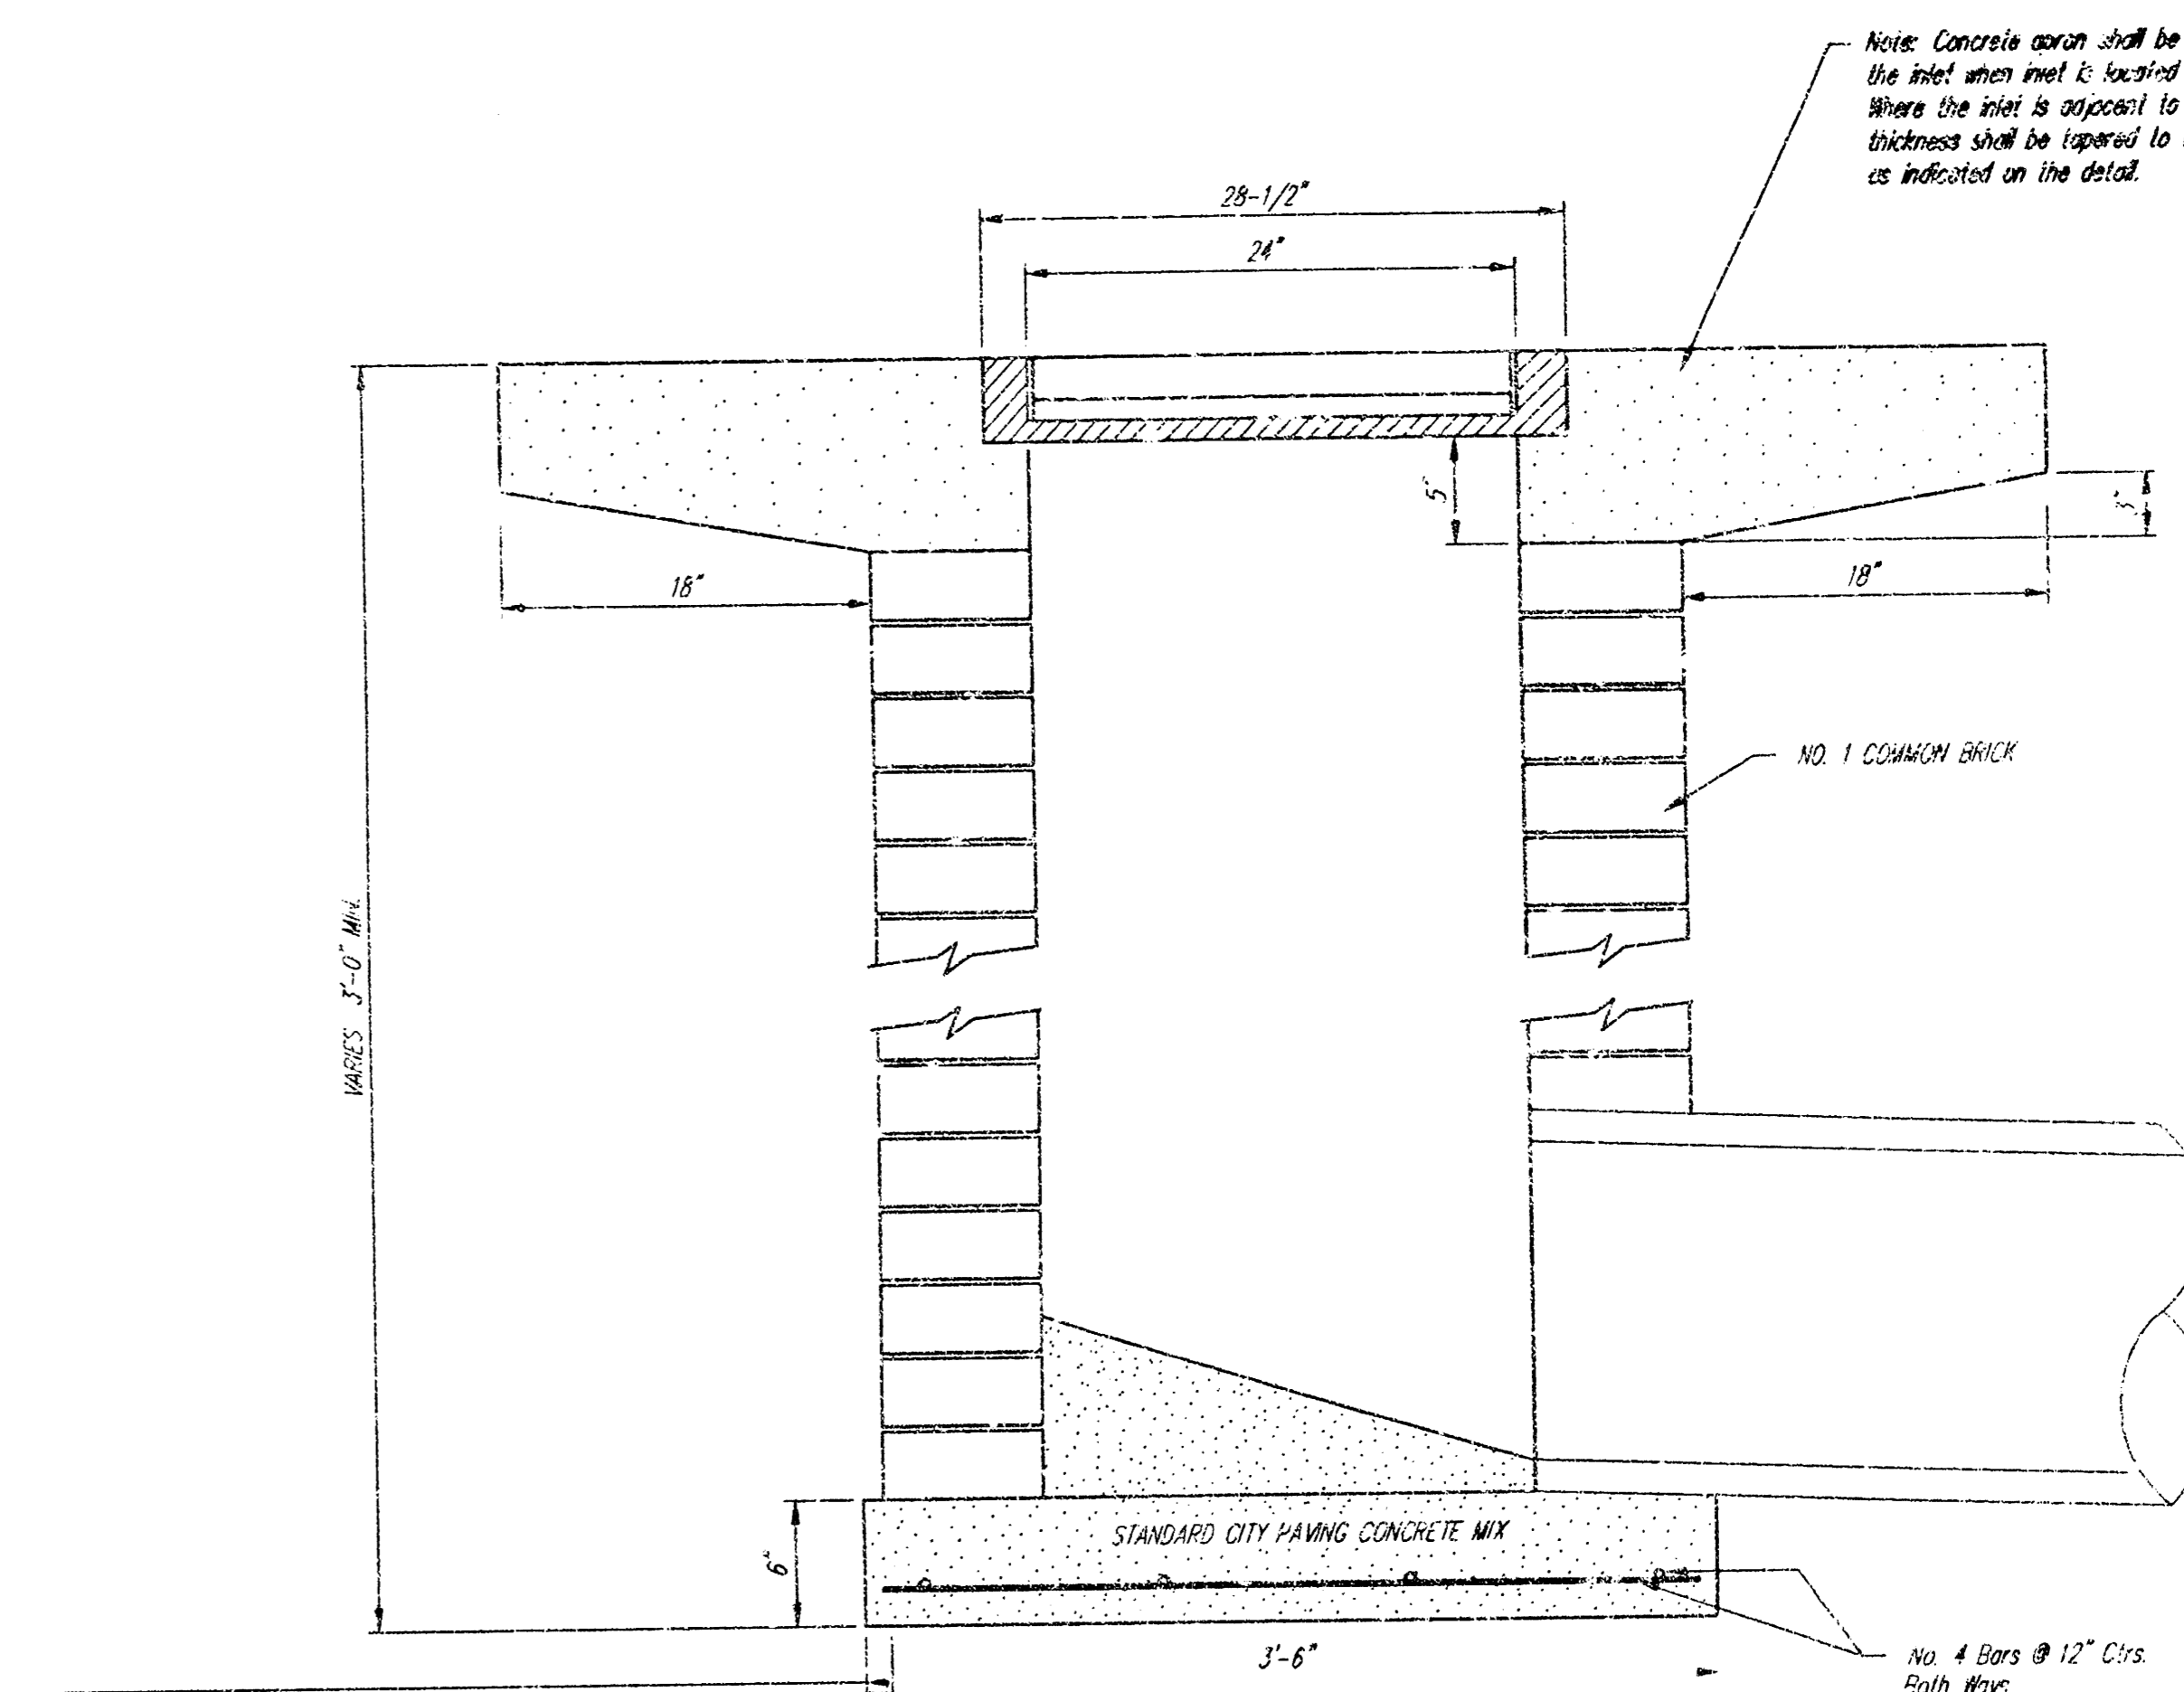 Note: Concrete apron shall be
the inlet when inlet is located
Where the inlet is adjacent to
thickness shall be tapered to
as indicated on the detail.
28-1/2"
24"
5"
3"
18"
18"
NO. 1 COMMON BRICK
VARIES 3'-0" MIN.
STANDARD CITY PAVING CONCRETE MIX
6"
3'-6"
No. 4 Bars @ 12" Ctrs.
Both Ways